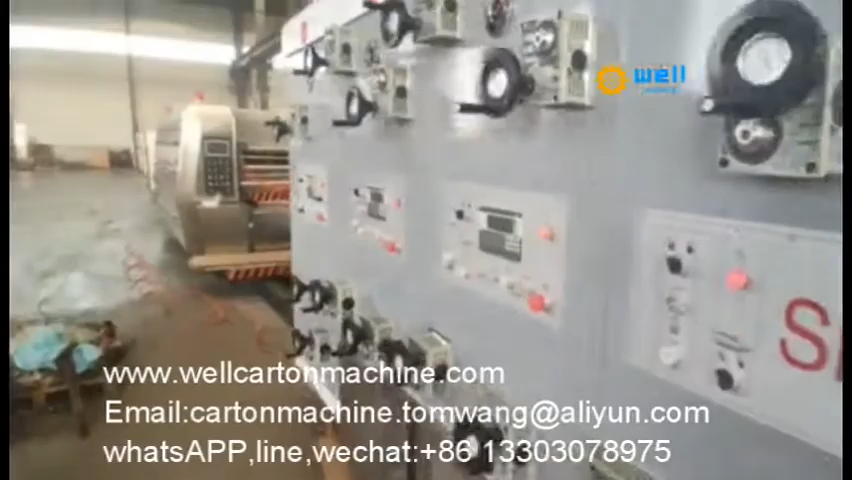 well
www.wellcartonmachine.com
Email:cartonmachine.tomwang@aliyun.com
whatsAPP,line,wechat:+86 13303078975